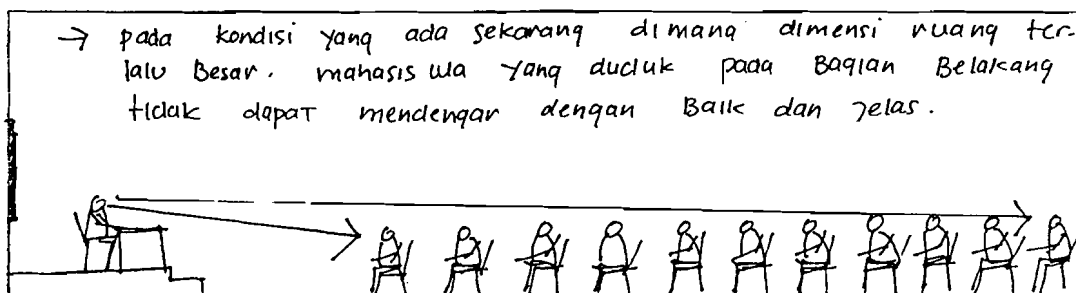 → pada kondisi yang ada sekarang dimana dimensi ruang ter-
lalu Besar. mahasiswa yang duduk pada Bagian Belakang
tidak dapat mendengar dengan Baik dan jelas.